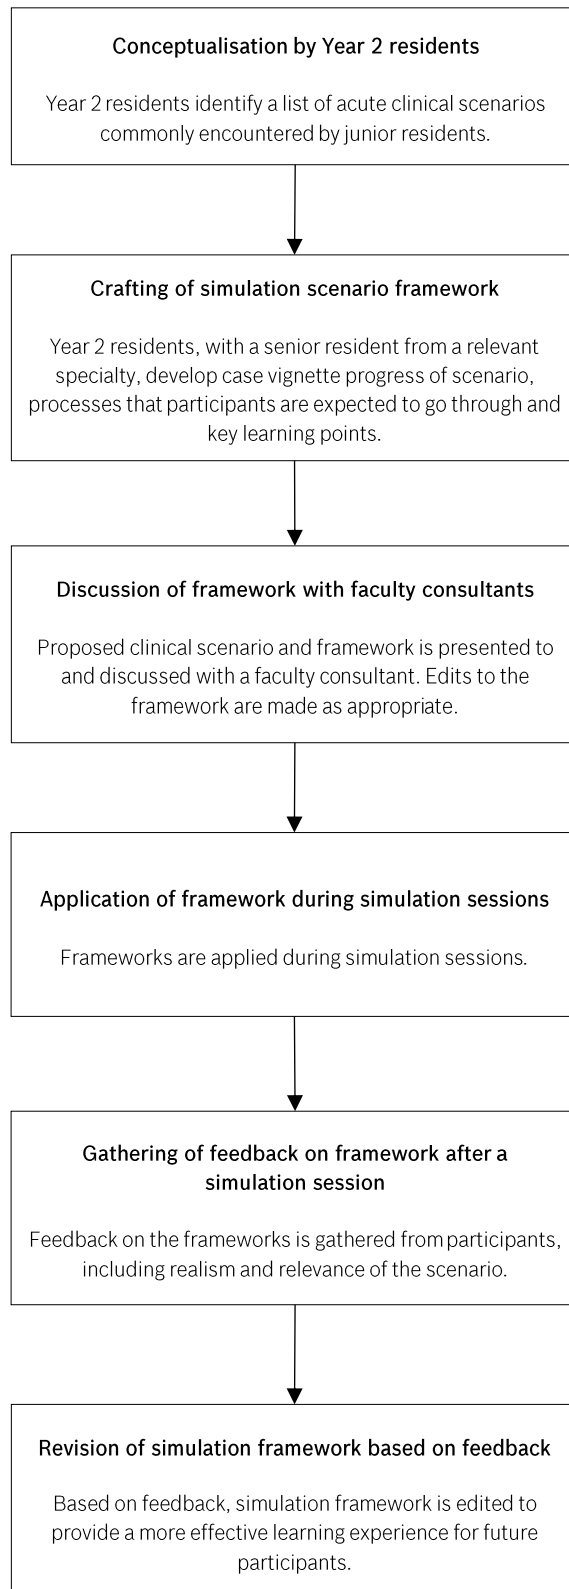 Conceptualisation by Year 2 residents
Year 2 residents identify a list of acute clinical scenarios
commonly encountered by junior residents.
Crafting of simulation scenario framework
Year 2 residents, with a senior resident from a relevant
specialty, develop case vignette progress of scenario,
processes that participants are expected to go through and
key learning points.
Discussion of framework with faculty consultants
Proposed clinical scenario and framework is presented to
and discussed with a faculty consultant. Edits to the
framework are made as appropriate.
Application of framework during simulation sessions
Frameworks are applied during simulation sessions.
Gathering of feedback on framework after a
simulation session
Feedback on the frameworks is gathered from participants,
including realism and relevance of the scenario.
Revision of simulation framework based on feedback
Based on feedback, simulation framework is edited to
provide a more effective learning experience for future
participants.